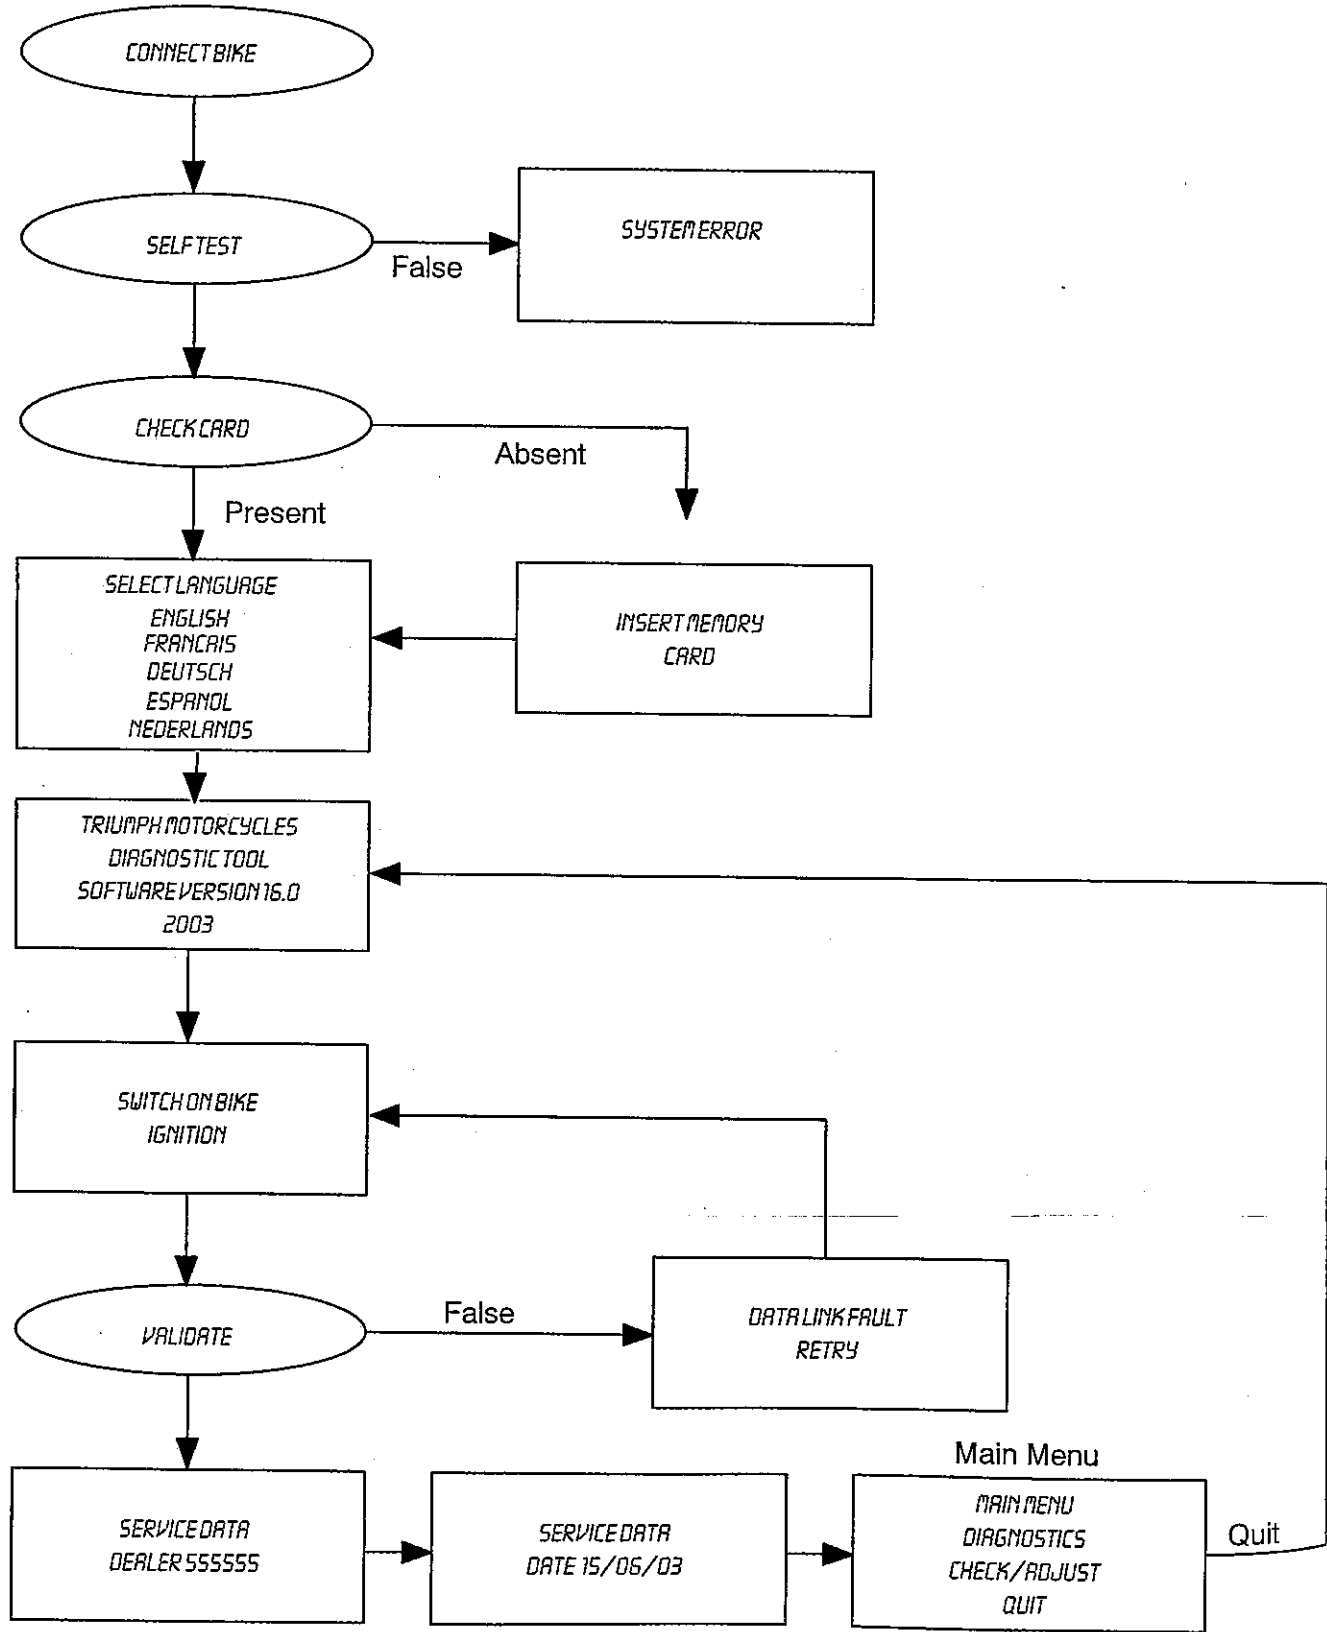 CONNECT BIKE
SELF TEST
False
SYSTEM ERROR
CHECK CARD
Absent
Present
SELECT LANGUAGE
ENGLISH
FRANCAIS
DEUTSCH
ESPANOL
NEDERLANDS
INSERT MEMORY
CARD
TRIUMPH MOTORCYCLES
DIAGNOSTIC TOOL
SOFTWARE VERSION 16.0
2003
SWITCH ON BIKE
IGNITION
VALIDATE
False
DATA LINK FAULT
RETRY
SERVICE DATA
DEALER 555555
SERVICE DATA
DATE 15/06/03
Main Menu
MAIN MENU
DIAGNOSTICS
CHECK/ADJUST
QUIT
Quit